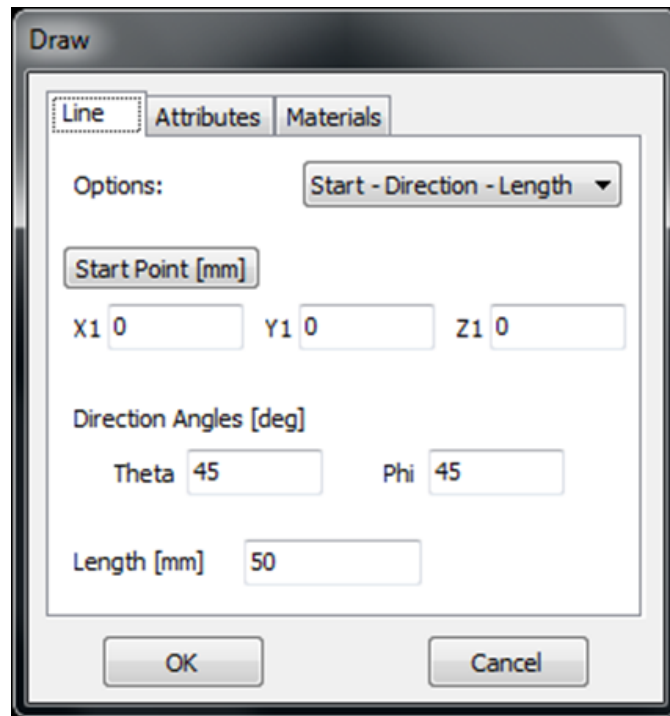 Draw
Line Attributes Materials
Options: Start - Direction - Length
Start Point [mm]
X1 0 Y1 0 Z1 0
Direction Angles [deg]
Theta 45 Phi 45
Length [mm] 50
OK Cancel